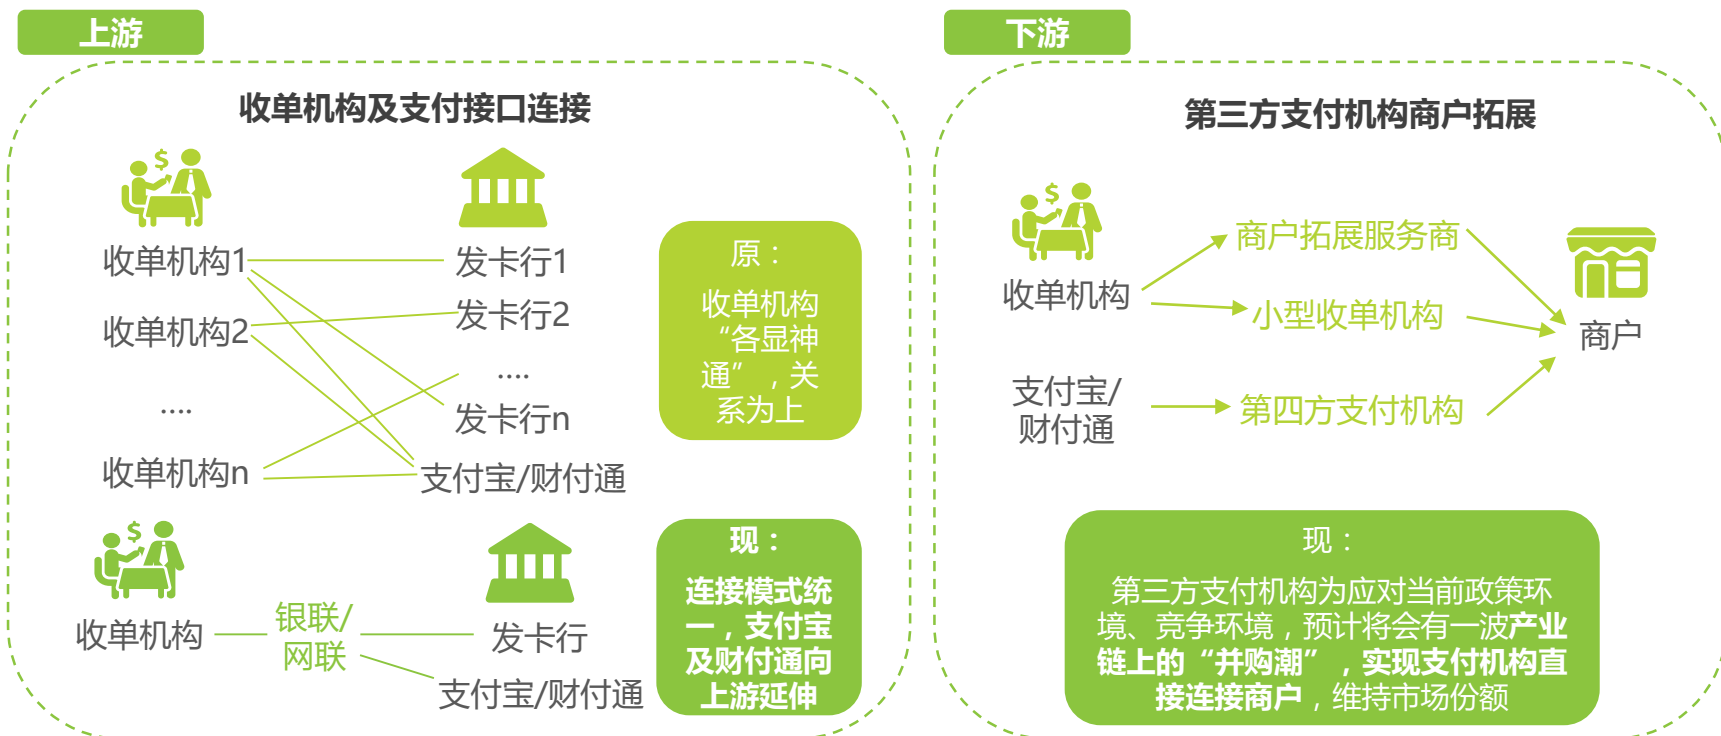 上游
收单机构及支付接口连接
收单机构1
发卡行1
收单机构2
发卡行2
....
....
发卡行n
收单机构n
支付宝/财付通
原：
收单机构
“各显神
通”，关
系为上
收单机构
银联/
网联
发卡行
支付宝/财付通
现：
连接模式统
一，支付宝
及财付通向
上游延伸
下游
第三方支付机构商户拓展
收单机构
商户拓展服务商
小型收单机构
商户
支付宝/
财付通
第四方支付机构
现：
第三方支付机构为应对当前政策环
境、竞争环境，预计将会有一波产业
链上的“并购潮”，实现支付机构直
接连接商户，维持市场份额